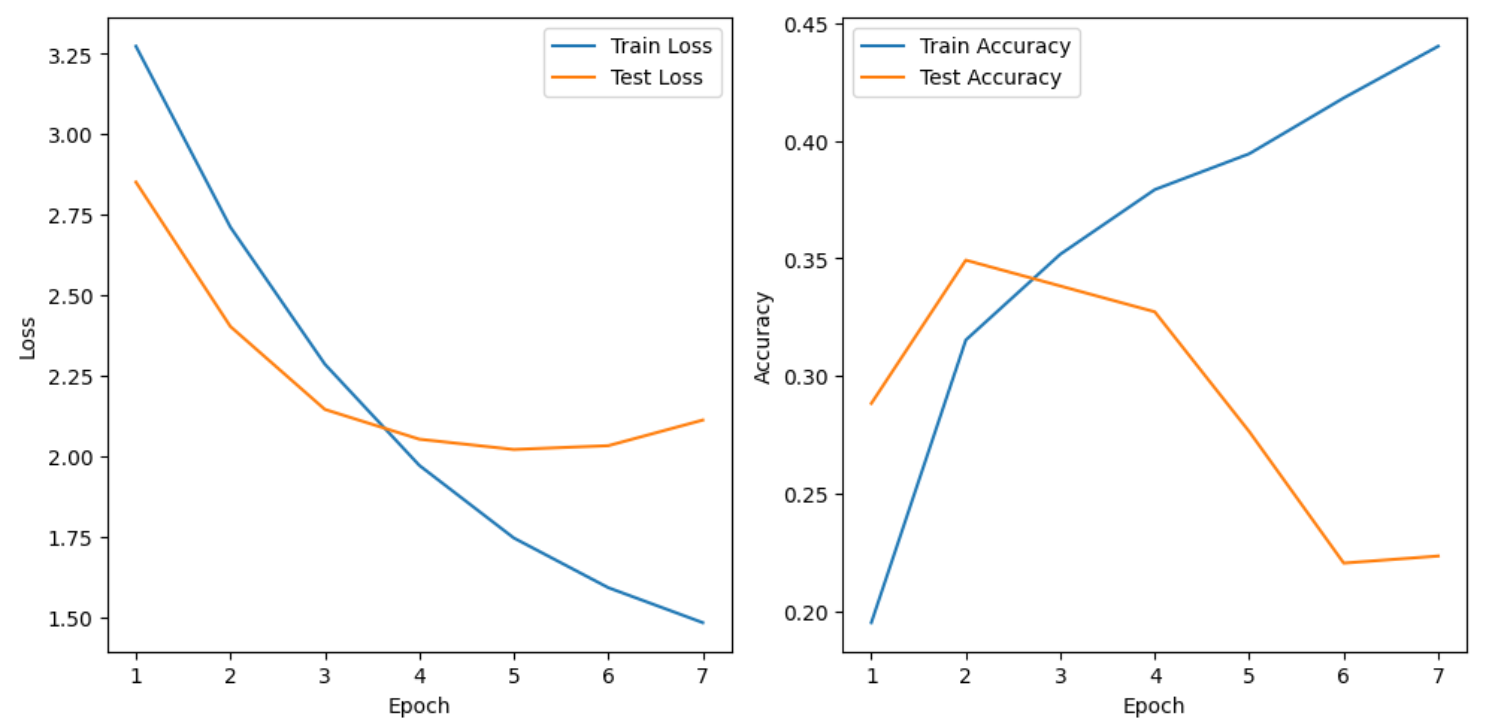 Train Loss
Test Loss
3.25
3.00
2.75
2.50
2.25
2.00
1.75
1.50
Loss
1 2 3 4 5 6 7
Epoch
Train Accuracy
Test Accuracy
0.45
0.40
0.35
0.30
0.25
0.20
Accuracy
1 2 3 4 5 6 7
Epoch